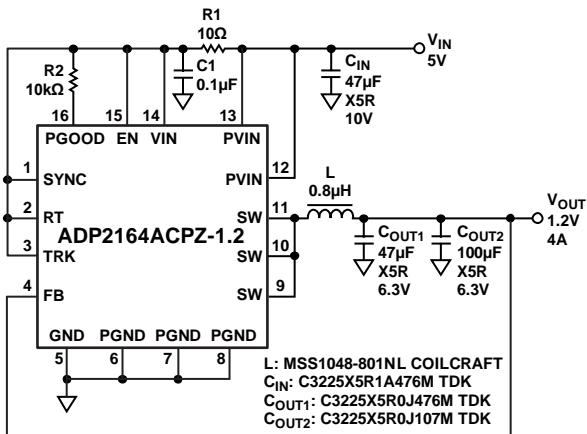 R1
10Ω
VIN
5V
R2
10kΩ
C1
0.1µF
CIN
47µF
X5R
10V
16
15
14
13
PGOOD
EN
VIN
PVIN
1
SYNC
PVIN
12
2
RT
SW
11
L
0.8µH
3
TRK
ADP2164ACPZ-1.2
SW
10
4
FB
SW
9
VOUT
1.2V
4A
COUT1
47µF
X5R
6.3V
COUT2
100µF
X5R
6.3V
GND
PGND
PGND
PGND
5
6
7
8
L: MSS1048-801NL COILCRAFT
CIN: C3225X5R1A476M TDK
COUT1: C3225X5R0J476M TDK
COUT2: C3225X5R0J107M TDK